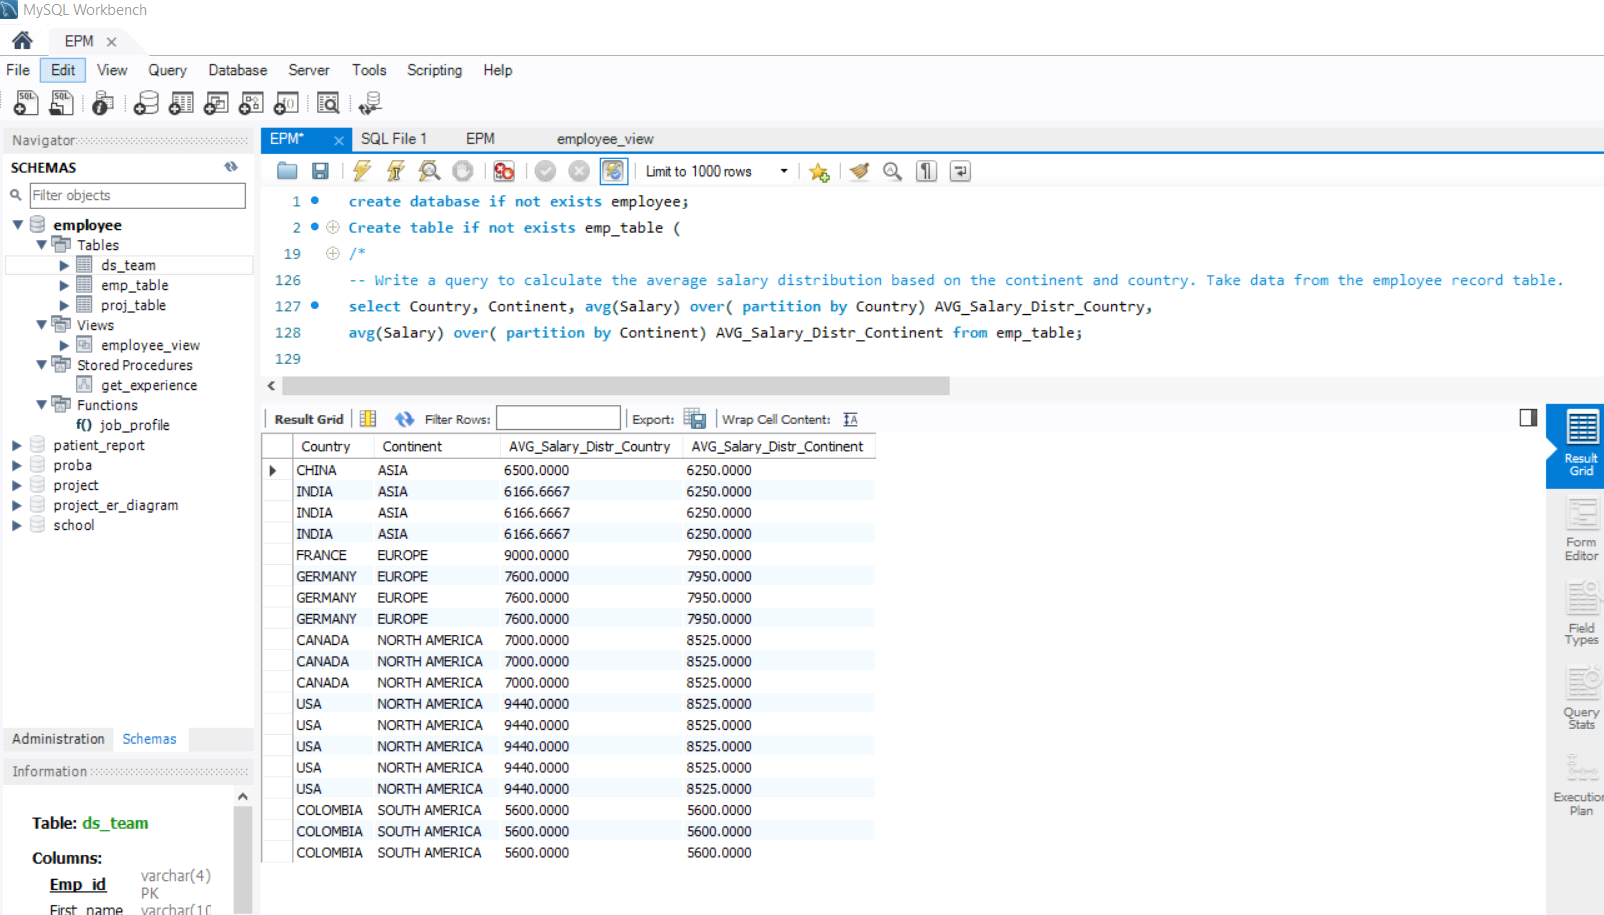 MySQL Workbench
EPM
File Edit View Query Database Server Tools Scripting Help
Navigator
SCHEMAS
Filter objects
employee
Tables
ds_team
emp_table
proj_table
Views
employee_view
Stored Procedures
get_experience
Functions
f() job_profile
patient_report
proba
project
project_er_diagram
school
Administration Schemas
Information
Table: ds_team
Columns:
Emp_id varchar(4)
PK
First_name varchar(10
EPM* SQL File 1 EPM employee_view
Limit to 1000 rows
1 create database if not exists employee;
2 Create table if not exists emp_table (
19 /*
126 -- Write a query to calculate the average salary distribution based on the continent and country. Take data from the employee record table.
127 select Country, Continent, avg(Salary) over( partition by Country) AVG_Salary_Distr_Country,
128 avg(Salary) over( partition by Continent) AVG_Salary_Distr_Continent from emp_table;
129
Result Grid Filter Rows: Export: Wrap Cell Content:
Country Continent AVG_Salary_Distr_Country AVG_Salary_Distr_Continent
CHINA ASIA 6500.0000 6250.0000
INDIA ASIA 6166.6667 6250.0000
INDIA ASIA 6166.6667 6250.0000
INDIA ASIA 6166.6667 6250.0000
FRANCE EUROPE 9000.0000 7950.0000
GERMANY EUROPE 7600.0000 7950.0000
GERMANY EUROPE 7600.0000 7950.0000
GERMANY EUROPE 7600.0000 7950.0000
CANADA NORTH AMERICA 7000.0000 8525.0000
CANADA NORTH AMERICA 7000.0000 8525.0000
CANADA NORTH AMERICA 7000.0000 8525.0000
USA NORTH AMERICA 9440.0000 8525.0000
USA NORTH AMERICA 9440.0000 8525.0000
USA NORTH AMERICA 9440.0000 8525.0000
USA NORTH AMERICA 9440.0000 8525.0000
USA NORTH AMERICA 9440.0000 8525.0000
COLOMBIA SOUTH AMERICA 5600.0000 5600.0000
COLOMBIA SOUTH AMERICA 5600.0000 5600.0000
COLOMBIA SOUTH AMERICA 5600.0000 5600.0000
Result
Grid
Form
Editor
Field
Types
Query
Stats
Execution
Plan